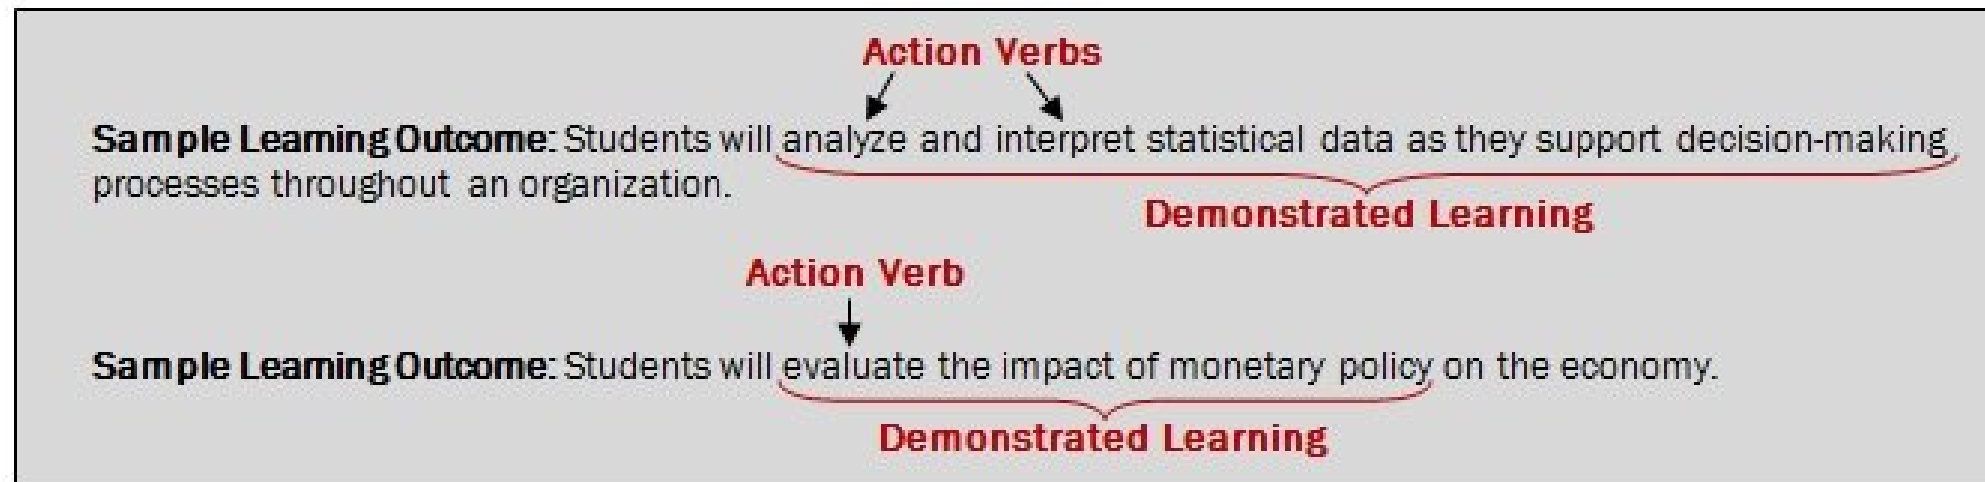 Action Verbs
Sample Learning Outcome: Students will analyze and interpret statistical data as they support decision-making
processes throughout an organization.
Demonstrated Learning
Action Verb
Sample Learning Outcome: Students will evaluate the impact of monetary policy on the economy.
Demonstrated Learning